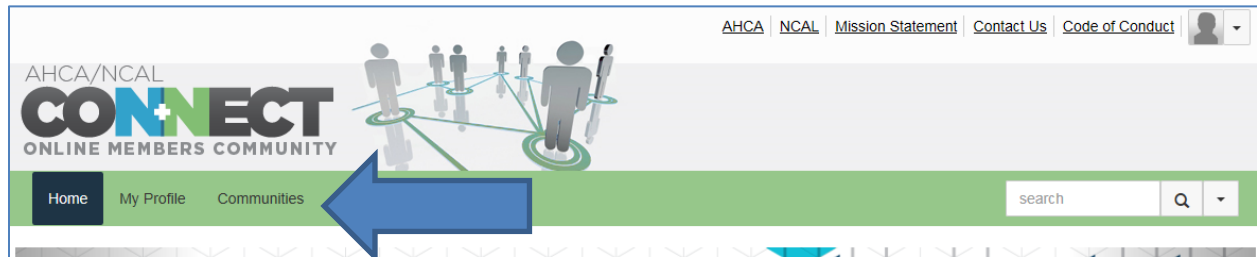 AHCA NCAL Mission Statement Contact Us Code of Conduct
AHCA/NCAL
CONNECT
ONLINE MEMBERS COMMUNITY
Home My Profile Communities search